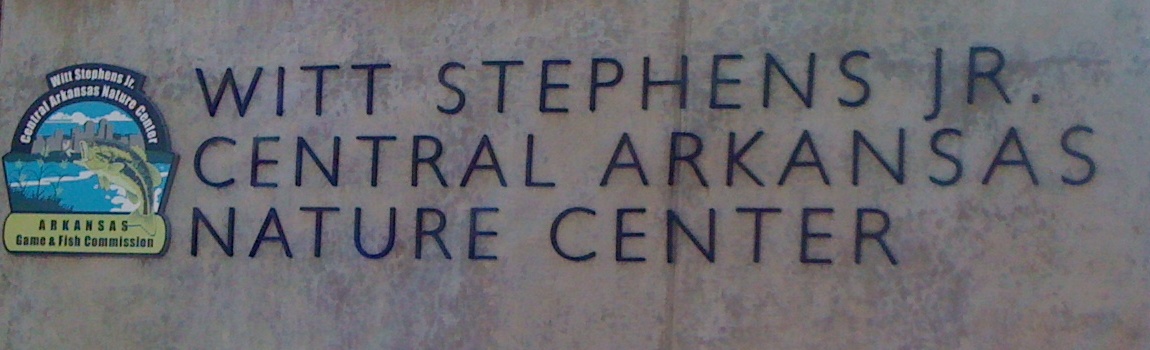 Witt Stephens Jr.
Central Arkansas Nature Center
ARKANSAS
Game & Fish Commission
WITT STEPHENS JR.
CENTRAL ARKANSAS
NATURE CENTER